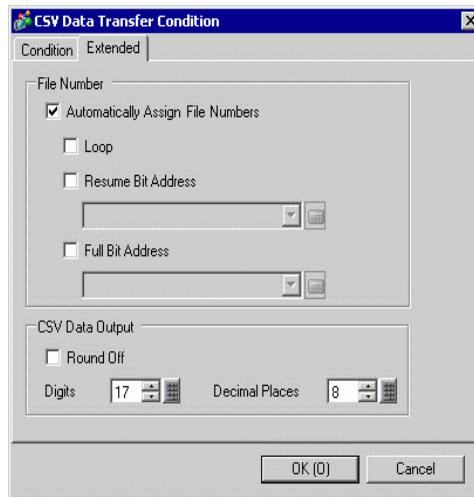 CSV Data Transfer Condition
Condition Extended
File Number
Automatically Assign File Numbers
Loop
Resume Bit Address
Full Bit Address
CSV Data Output
Round Off
Digits 17 Decimal Places 8
OK (O) Cancel